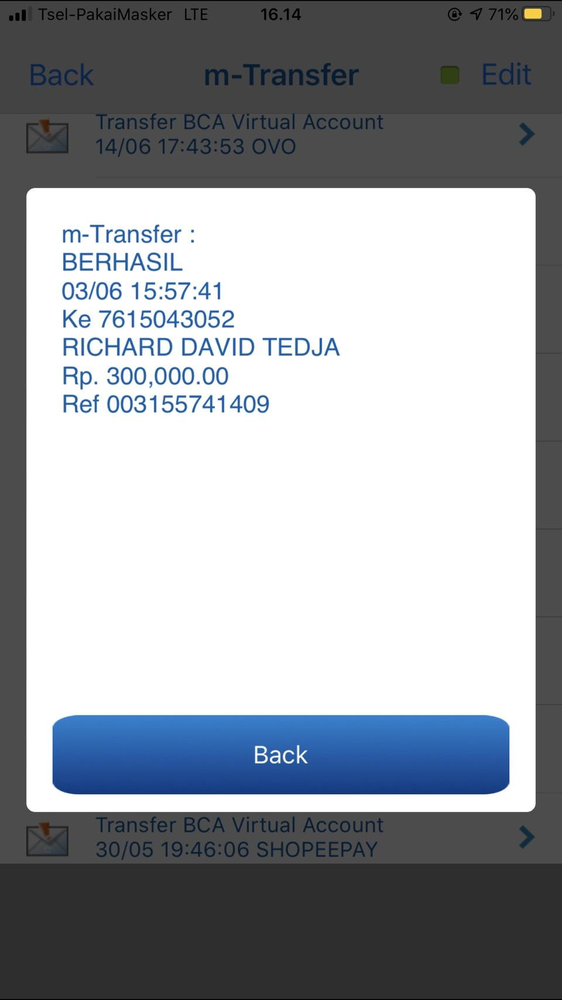 Tsel-PakaiMasker LTE 16.14 71%
Back m-Transfer Edit
Transfer BCA Virtual Account
14/06 17:43:53 OVO
m-Transfer :
BERHASIL
03/06 15:57:41
Ke 7615043052
RICHARD DAVID TEDJA
Rp. 300,000.00
Ref 003155741409
Back
Transfer BCA Virtual Account
30/05 19:46:06 SHOPEEPAY